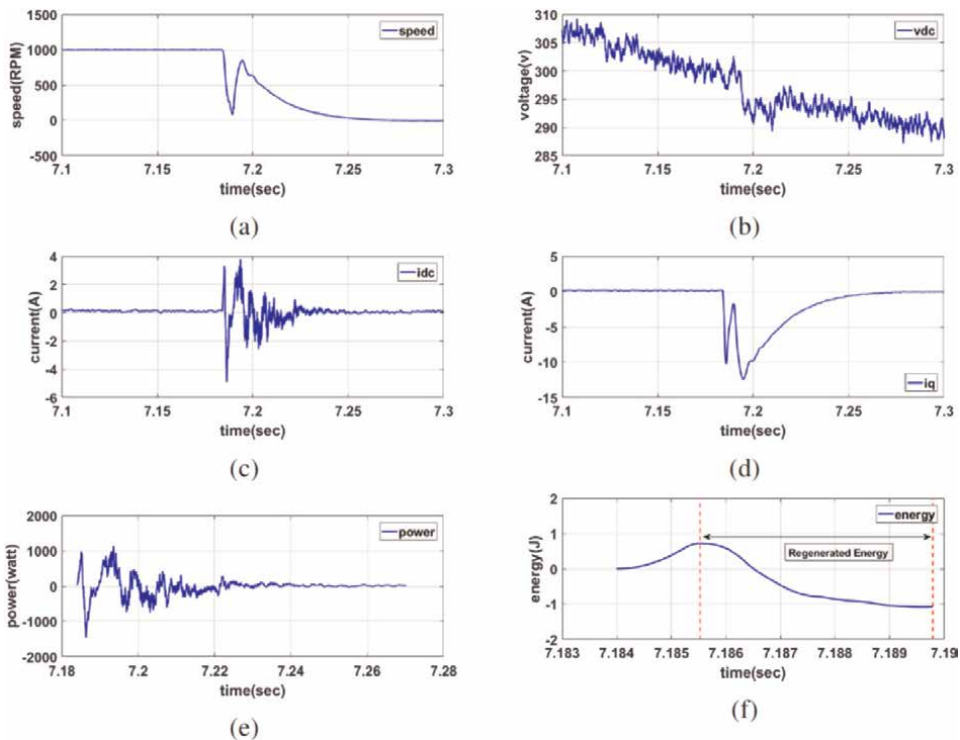 1500
1000
500
0
-500
speed(RPM)
speed
7.1 7.15 7.2 7.25 7.3
time(sec)
(a)
310
305
300
295
290
285
voltage(v)
vdc
7.1 7.15 7.2 7.25 7.3
time(sec)
(b)
4
2
0
-2
-4
-6
current(A)
idc
7.1 7.15 7.2 7.25 7.3
time(sec)
(c)
5
0
-5
-10
-15
current(A)
iq
7.1 7.15 7.2 7.25 7.3
time(sec)
(d)
2000
1000
0
-1000
-2000
power(watt)
power
7.18 7.2 7.22 7.24 7.26 7.28
time(sec)
(e)
2
1
0
-1
-2
energy(J)
energy
Regenerated Energy
7.183 7.184 7.185 7.186 7.187 7.188 7.189 7.19
time(sec)
(f)